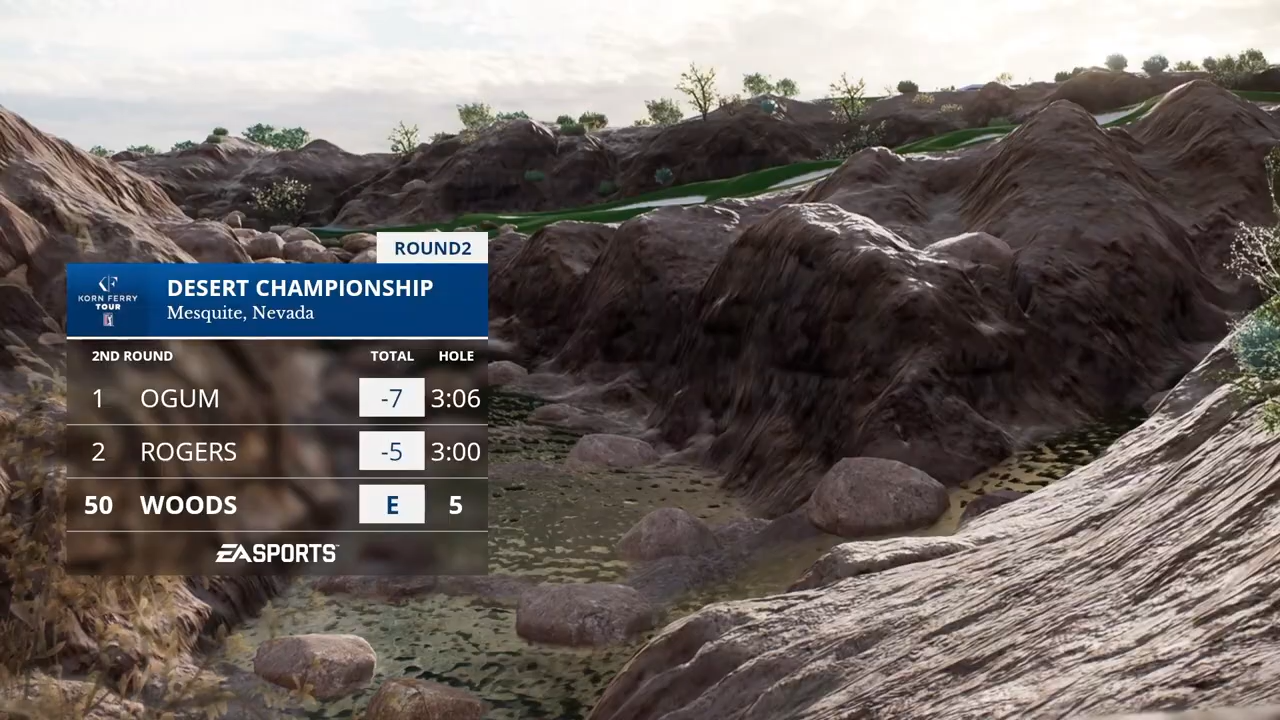 ROUND2
KORN FERRY
TOUR
DESERT CHAMPIONSHIP
Mesquite, Nevada
2ND ROUND TOTAL HOLE
1 OGUM -7 3:06
2 ROGERS -5 3:00
50 WOODS E 5
EA SPORTS™